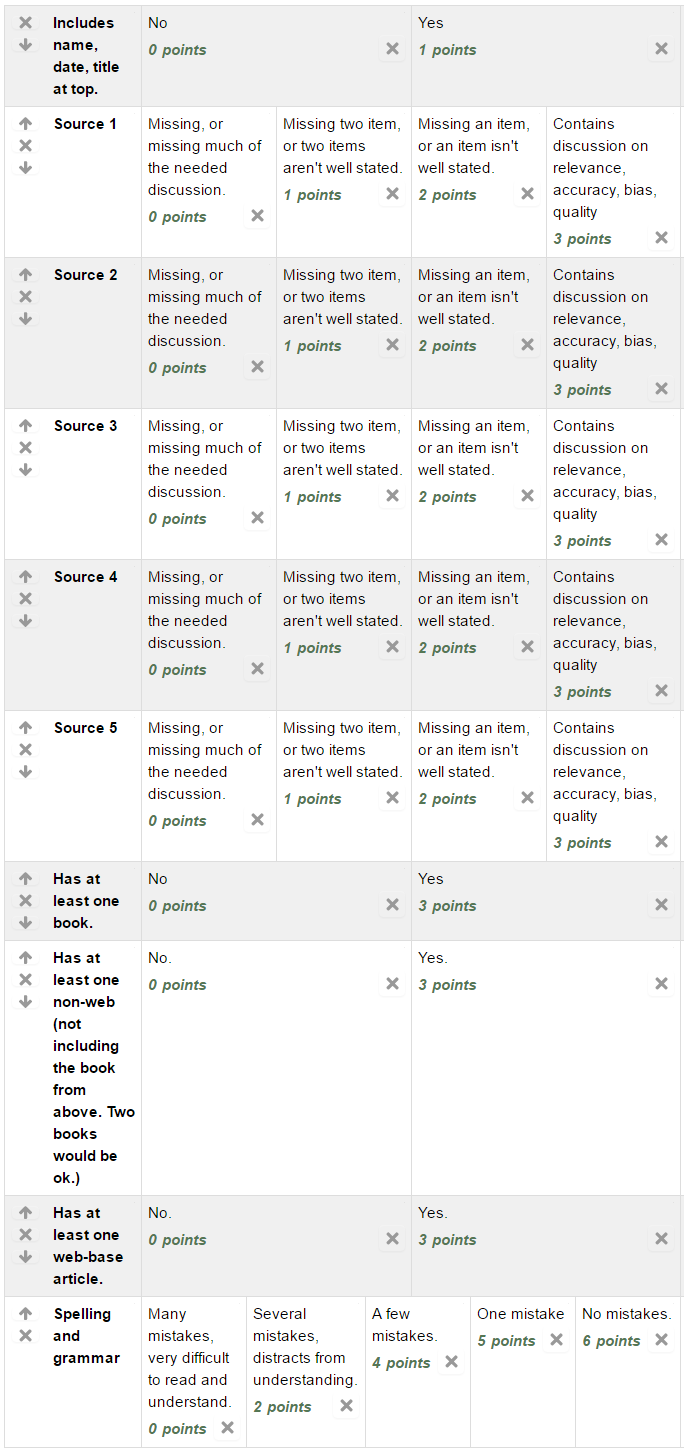 Includes name, date, title at top.
No
0 points
Yes
1 points
Source 1
Missing, or
missing much of
the needed
discussion.
0 points
Missing two item,
or two items
aren't well stated.
1 points
Missing an item,
or an item isn't
well stated.
2 points
Contains
discussion on
relevance,
accuracy, bias,
quality
3 points
Source 2
Missing, or
missing much of
the needed
discussion.
0 points
Missing two item,
or two items
aren't well stated.
1 points
Missing an item,
or an item isn't
well stated.
2 points
Contains
discussion on
relevance,
accuracy, bias,
quality
3 points
Source 3
Missing, or
missing much of
the needed
discussion.
0 points
Missing two item,
or two items
aren't well stated.
1 points
Missing an item,
or an item isn't
well stated.
2 points
Contains
discussion on
relevance,
accuracy, bias,
quality
3 points
Source 4
Missing, or
missing much of
the needed
discussion.
0 points
Missing two item,
or two items
aren't well stated.
1 points
Missing an item,
or an item isn't
well stated.
2 points
Contains
discussion on
relevance,
accuracy, bias,
quality
3 points
Source 5
Missing, or
missing much of
the needed
discussion.
0 points
Missing two item,
or two items
aren't well stated.
1 points
Missing an item,
or an item isn't
well stated.
2 points
Contains
discussion on
relevance,
accuracy, bias,
quality
3 points
Has at
least one
book.
No
0 points
Yes
3 points
Has at
least one
non-web
(not
including
the book
from
above. Two
books
would be
ok.)
No.
0 points
Yes.
3 points
Has at
least one
web-base
article.
No.
0 points
Yes.
3 points
Spelling
and
grammar
Many
mistakes,
very difficult
to read and
understand.
0 points
Several
mistakes,
distracts from
understanding.
2 points
A few
mistakes.
4 points
One mistake
5 points
No mistakes.
6 points